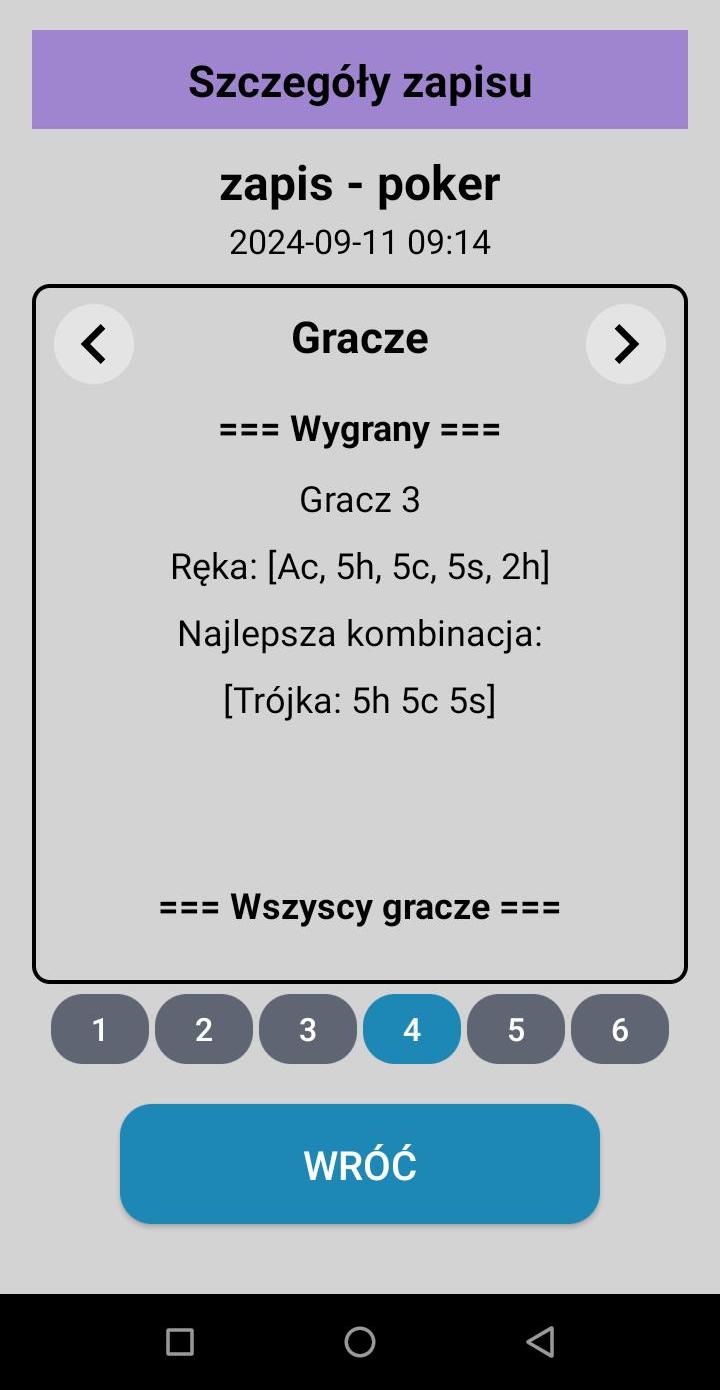 Szczegóły zapisu
zapis - poker
2024-09-11 09:14
Gracze
=== Wygrany ===
Gracz 3
Ręka: [Ac, 5h, 5c, 5s, 2h]
Najlepsza kombinacja:
[Trójka: 5h 5c 5s]
=== Wszyscy gracze ===
1 2 3 4 5 6
WRÓĆ